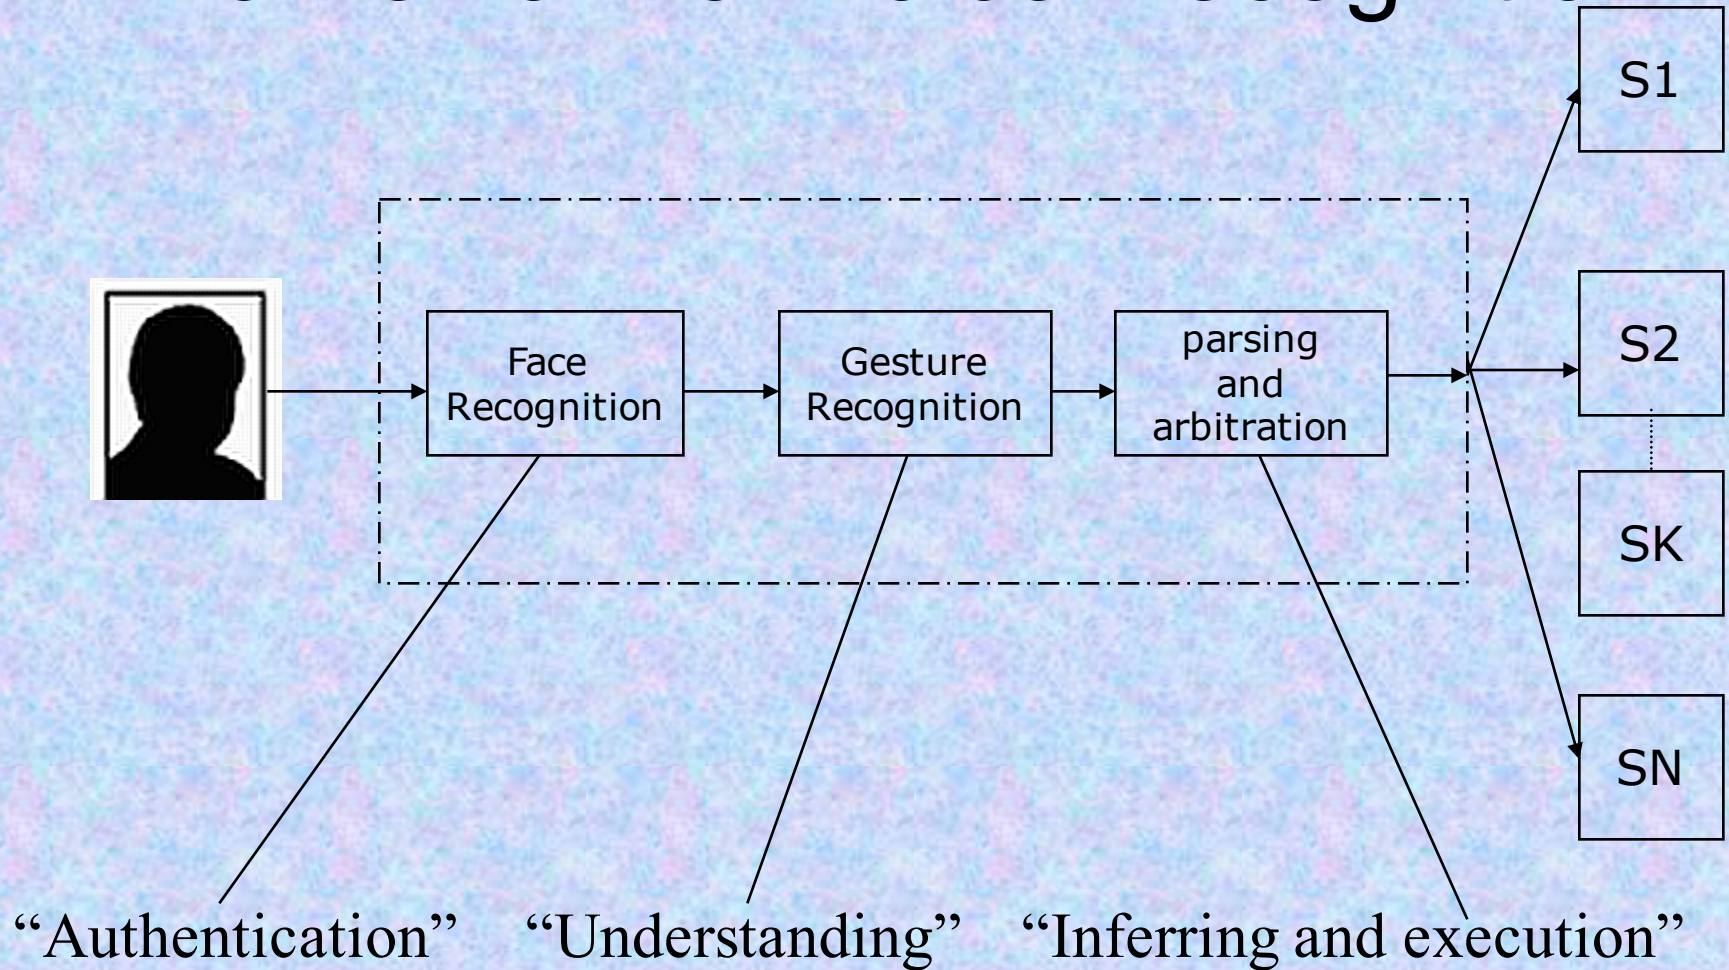 S1
Face
Recognition
Gesture
Recognition
parsing
and
arbitration
S2
SK
SN
“Authentication”
“Understanding”
“Inferring and execution”